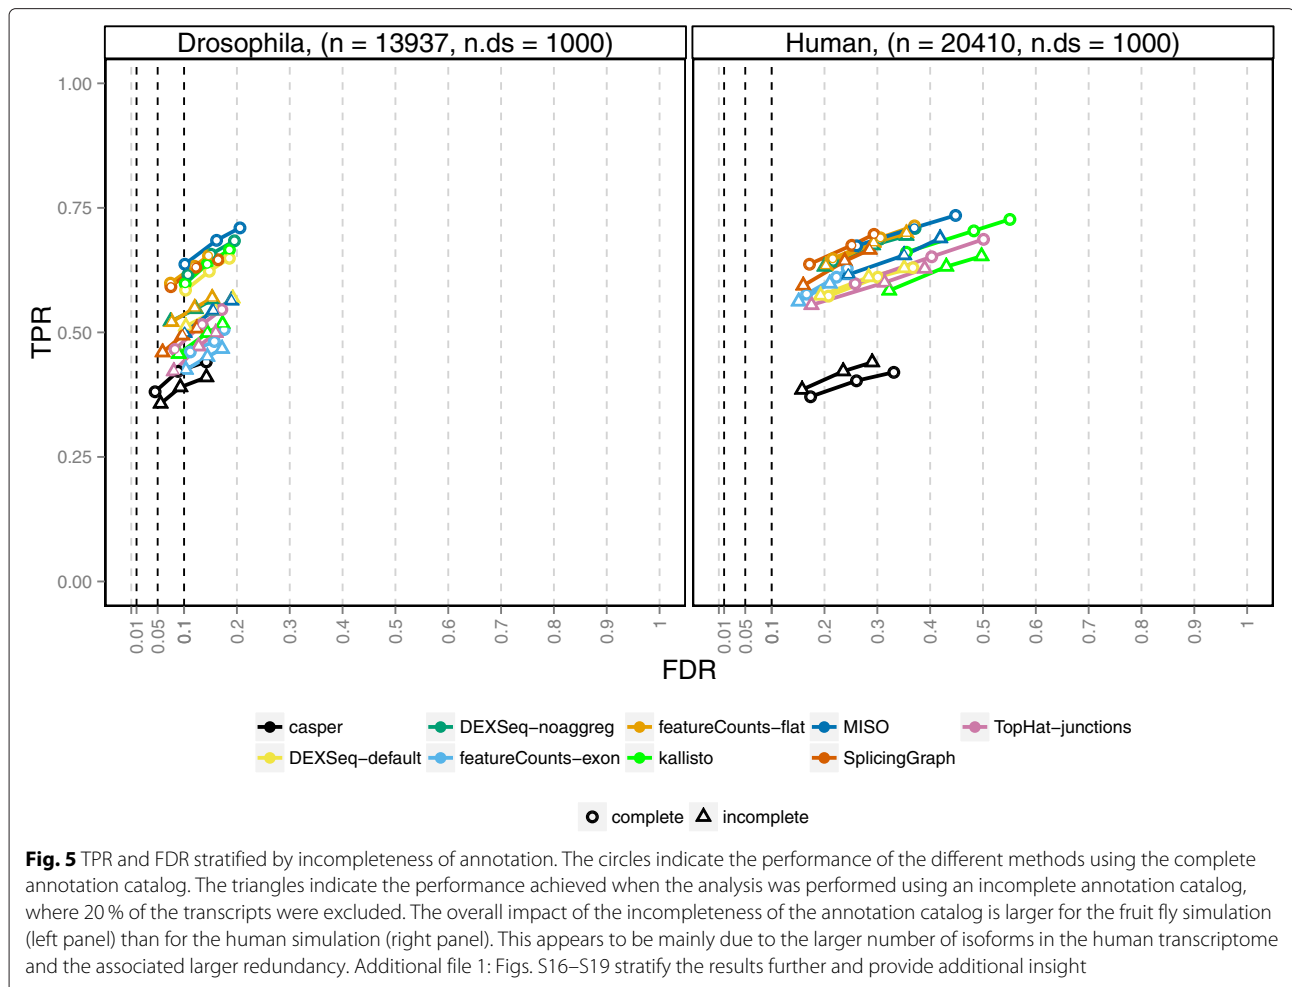 Drosophila, (n = 13937, n.ds = 1000)
Human, (n = 20410, n.ds = 1000)
1.00
0.75
0.50
0.25
0.00
TPR
0.01
0.05
0.1
0.2
0.3
0.4
0.5
0.6
0.7
0.8
0.9
1
0.01
0.05
0.1
0.2
0.3
0.4
0.5
0.6
0.7
0.8
0.9
1
FDR
casper
DEXSeq−noaggreg
featureCounts−flat
MISO
TopHat−junctions
DEXSeq−default
featureCounts−exon
kallisto
SplicingGraph
complete
incomplete
Fig. 5 TPR and FDR stratified by incompleteness of annotation. The circles indicate the performance of the different methods using the complete
annotation catalog. The triangles indicate the performance achieved when the analysis was performed using an incomplete annotation catalog,
where 20 % of the transcripts were excluded. The overall impact of the incompleteness of the annotation catalog is larger for the fruit fly simulation
(left panel) than for the human simulation (right panel). This appears to be mainly due to the larger number of isoforms in the human transcriptome
and the associated larger redundancy. Additional file 1: Figs. S16–S19 stratify the results further and provide additional insight